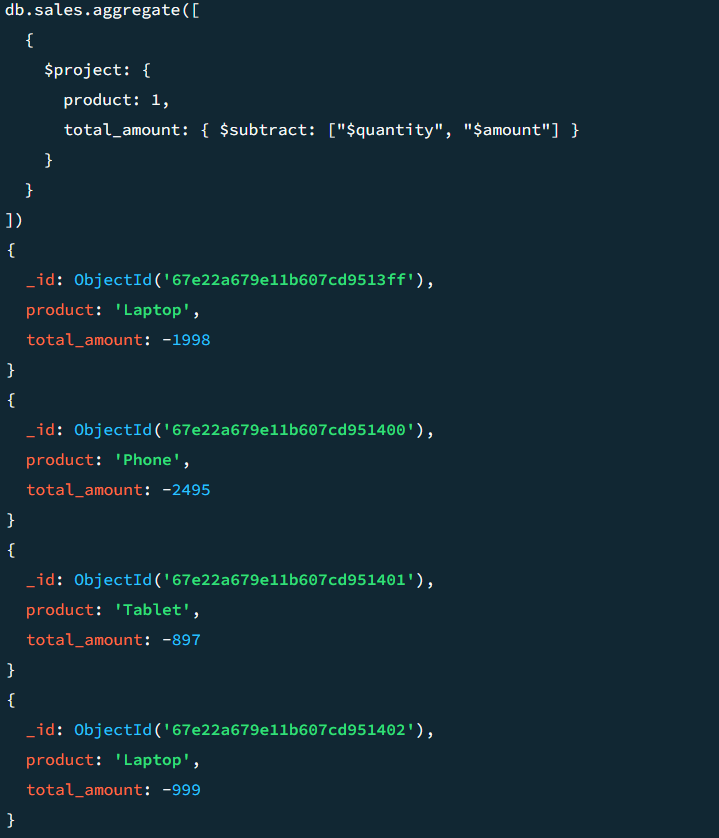 db.sales.aggregate([
  {
    $project: {
      product: 1,
      total_amount: { $subtract: ["$quantity", "$amount"] }
    }
  }
])
{
  _id: ObjectId('67e22a679e11b607cd9513ff'),
  product: 'Laptop',
  total_amount: -1998
}
{
  _id: ObjectId('67e22a679e11b607cd951400'),
  product: 'Phone',
  total_amount: -2495
}
{
  _id: ObjectId('67e22a679e11b607cd951401'),
  product: 'Tablet',
  total_amount: -897
}
{
  _id: ObjectId('67e22a679e11b607cd951402'),
  product: 'Laptop',
  total_amount: -999
}